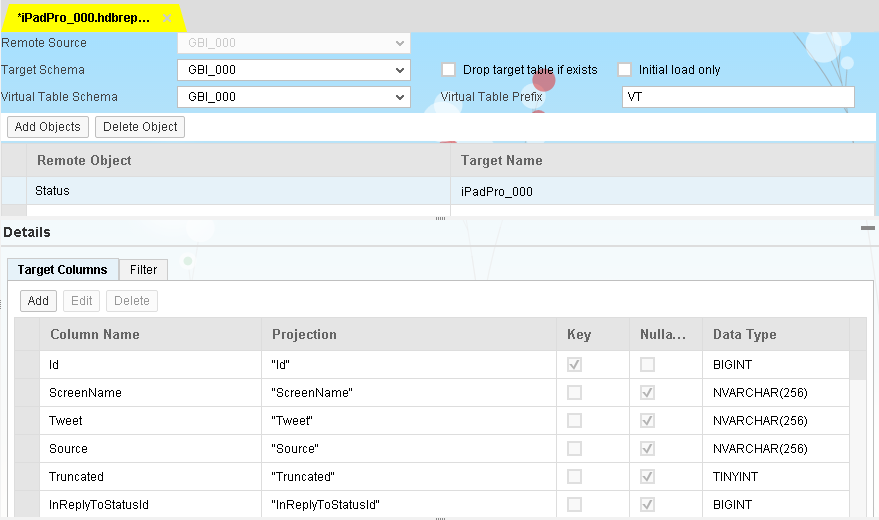 *iPadPro_000.hdbrep... ×
Remote Source GBI_000
Target Schema GBI_000 Drop target table if exists Initial load only
Virtual Table Schema GBI_000 Virtual Table Prefix VT
Add Objects Delete Object
Remote Object Target Name
Status iPadPro_000
Details
Target Columns Filter
Add Edit Delete
Column Name Projection Key Nulla... Data Type
Id "Id" BIGINT
ScreenName "ScreenName" NVARCHAR(256)
Tweet "Tweet" NVARCHAR(256)
Source "Source" NVARCHAR(256)
Truncated "Truncated" TINYINT
InReplyToStatusId "InReplyToStatusId" BIGINT